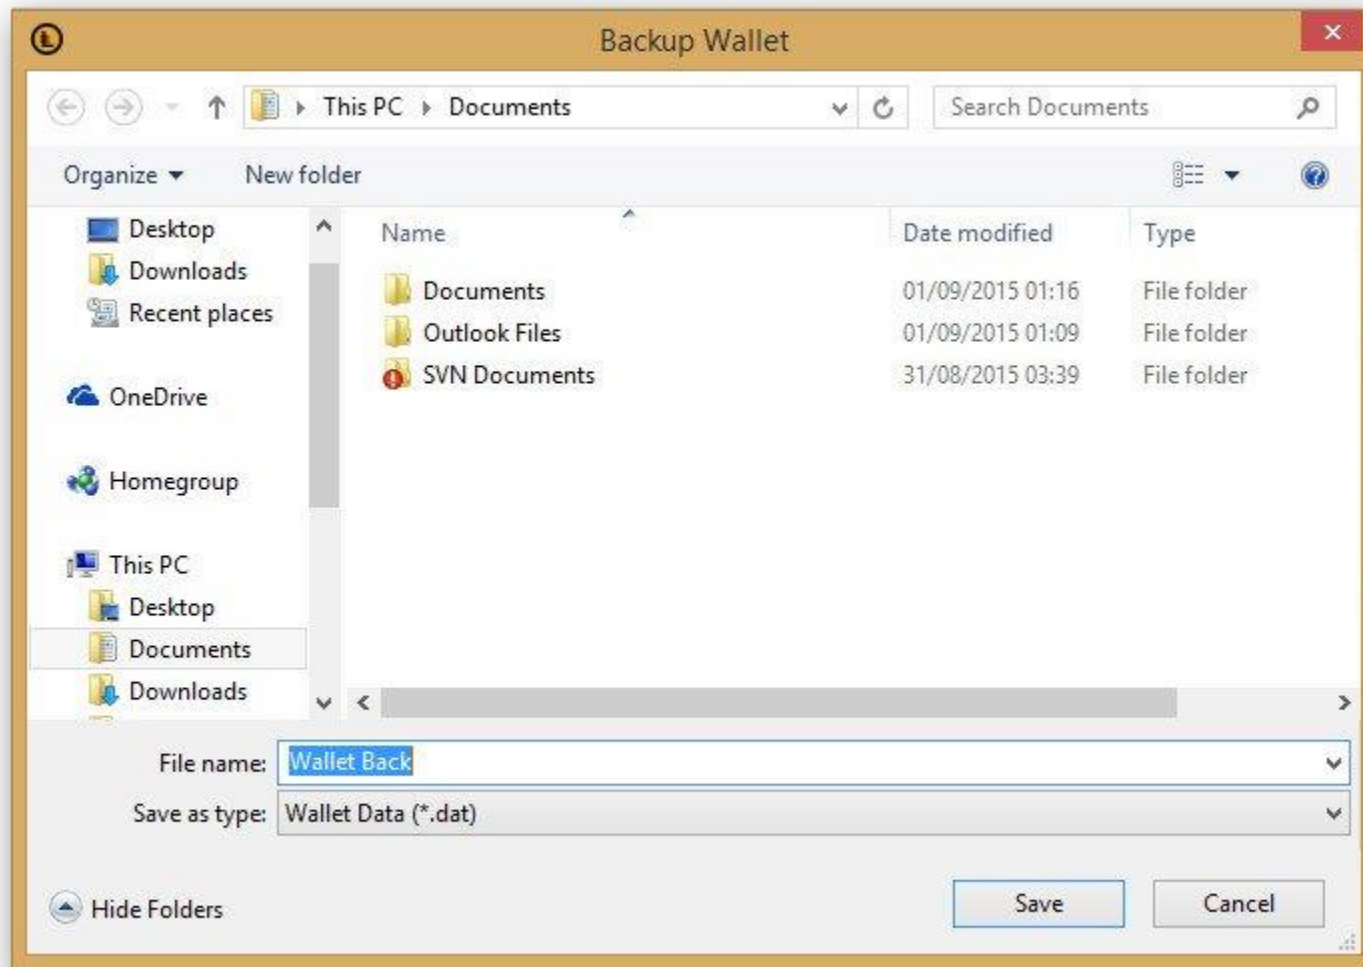 Backup Wallet
This PC Documents
Search Documents
Organize New folder
Name Date modified Type
Desktop
Downloads
Recent places
OneDrive
Homegroup
This PC
Desktop
Documents
Downloads
Documents 01/09/2015 01:16 File folder
Outlook Files 01/09/2015 01:09 File folder
SVN Documents 31/08/2015 03:39 File folder
File name: Wallet Back
Save as type: Wallet Data (*.dat)
Hide Folders Save Cancel